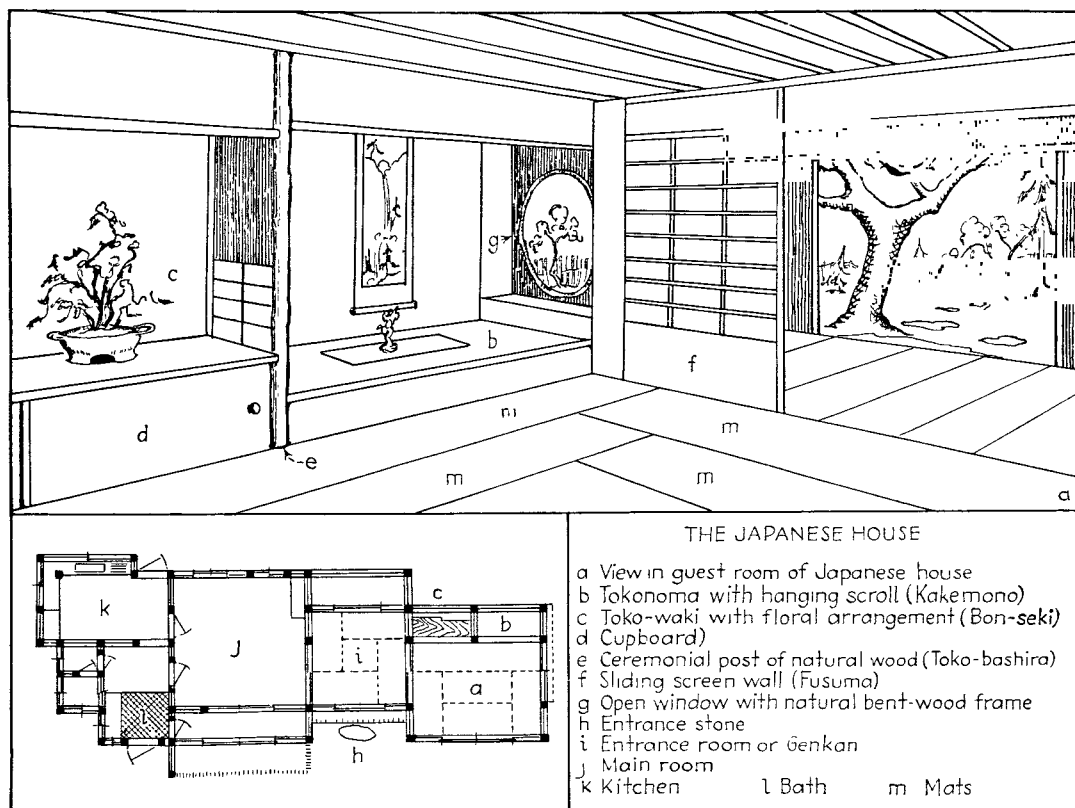 c
g
b
f
d
m
m
e
m
m
a
THE JAPANESE HOUSE
a View in guest room of Japanese house
b Tokonoma with hanging scroll (Kakemono)
c Toko-waki with floral arrangement (Bon-seki)
d Cupboard)
e Ceremonial post of natural wood (Toko-bashira)
f Sliding screen wall (Fusuma)
g Open window with natural bent-wood frame
h Entrance stone
i Entrance room or Genkan
j Main room
k Kitchen l Bath m Mats
k
c
b
J
i
a
l
h